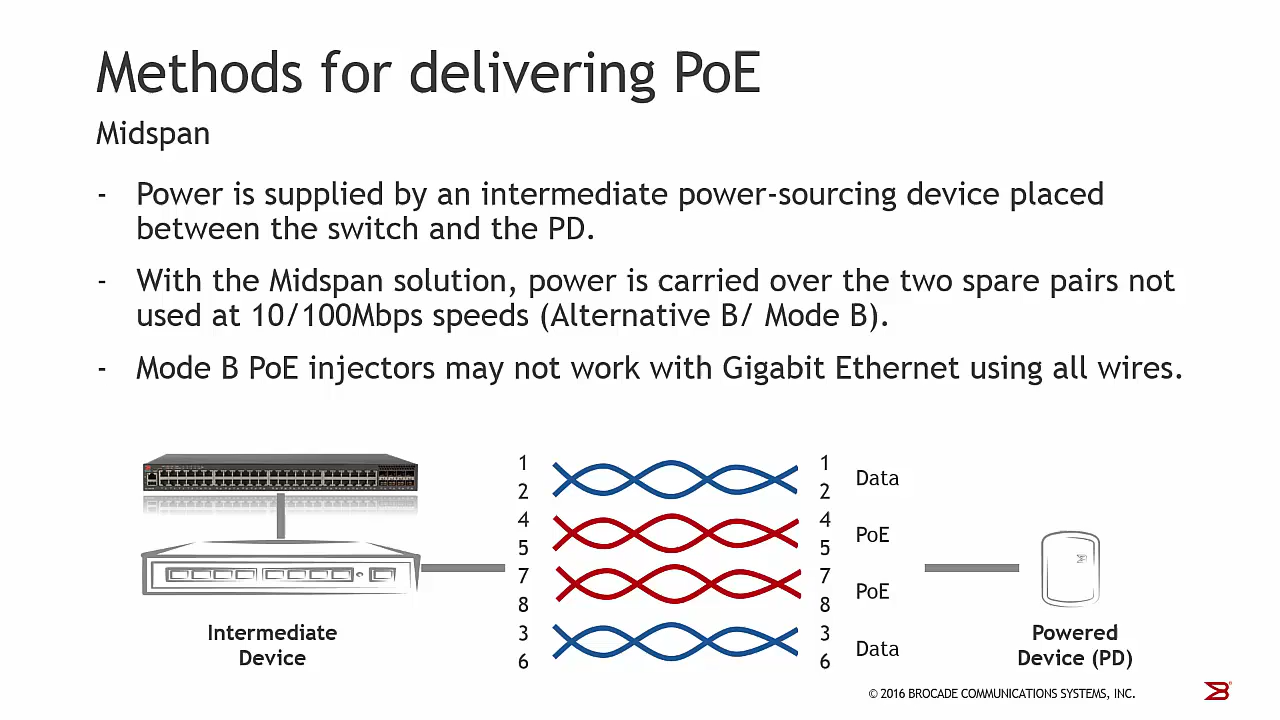 Methods for delivering PoE
Midspan
- Power is supplied by an intermediate power-sourcing device placed
between the switch and the PD.
- With the Midspan solution, power is carried over the two spare pairs not
used at 10/100Mbps speeds (Alternative B/ Mode B).
- Mode B PoE injectors may not work with Gigabit Ethernet using all wires.
1 1
Data
2 2
4 4
PoE
5 5
7 7
PoE
8 8
3 3
Data
6 6
Intermediate
Device
Powered
Device (PD)
© 2016 BROCADE COMMUNICATIONS SYSTEMS, INC.